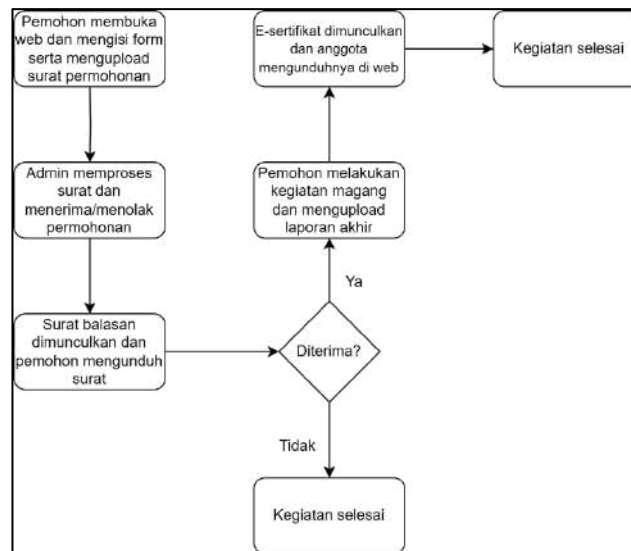 Pemohon membuka
web dan mengisi form
serta mengupload
surat permohonan
Admin memproses
surat dan
menerima/menolak
permohonan
Surat balasan
dimunculkan dan
pemohon mengunduh
surat
Diterima?
Ya
Pemohon melakukan
kegiatan magang
dan mengupload
laporan akhir
E-sertifikat dimunculkan
dan anggota
mengunduhnya di web
Kegiatan selesai
Tidak
Kegiatan selesai